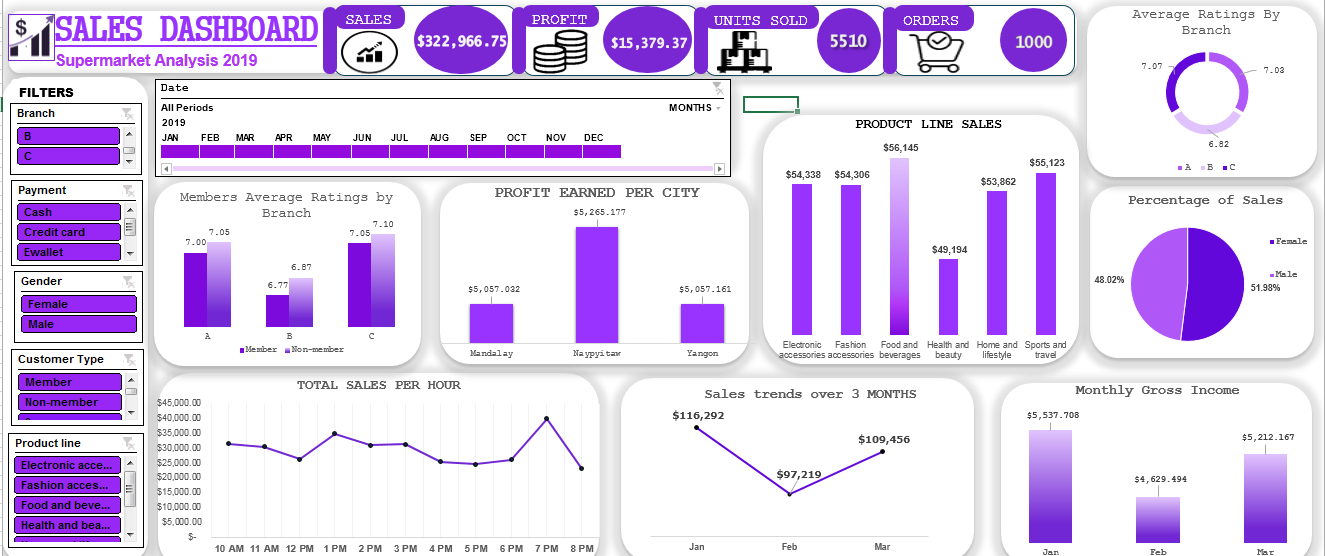 SALES DASHBOARD
Supermarket Analysis 2019
SALES
$322,966.75
PROFIT
$15,379.37
UNITS SOLD
5510
ORDERS
1000
FILTERS
Branch
B
C
Payment
Cash
Credit card
Ewallet
Gender
Female
Male
Customer Type
Member
Non-member
Product line
Electronic acce...
Fashion acces...
Food and beve...
Health and bea...
Date
All Periods
MONTHS
2019
JAN FEB MAR APR MAY JUN JUL AUG SEP OCT NOV DEC
Members Average Ratings by
Branch
7.00
7.05
6.77
6.87
7.05
7.10
A B C
Member Non-member
PROFIT EARNED PER CITY
$5,057.032
$5,265.177
$5,057.161
Mandalay Naypyitaw Yangon
PRODUCT LINE SALES
$54,338
$54,306
$56,145
$49,194
$53,862
$55,123
Electronic accessories
Fashion accessories
Food and beverages
Health and beauty
Home and lifestyle
Sports and travel
Average Ratings By
Branch
7.07
7.03
6.82
A B C
Percentage of Sales
48.02%
51.98%
Female
Male
TOTAL SALES PER HOUR
$45,000.00
$40,000.00
$35,000.00
$30,000.00
$25,000.00
$20,000.00
$15,000.00
$10,000.00
$5,000.00
$-
10 AM 11 AM 12 PM 1 PM 2 PM 3 PM 4 PM 5 PM 6 PM 7 PM 8 PM
Sales trends over 3 MONTHS
$116,292
$97,219
$109,456
Jan Feb Mar
Monthly Gross Income
$5,537.708
$4,629.494
$5,212.167
Jan Feb Mar